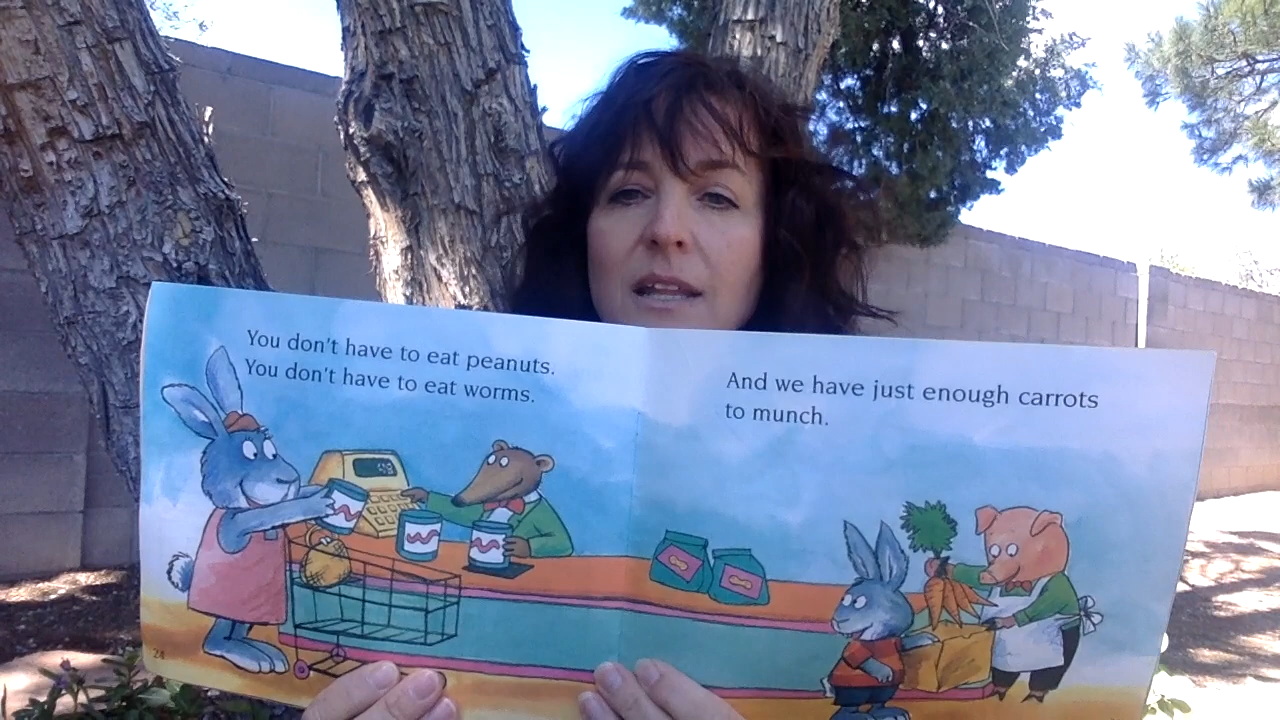 You don't have to eat peanuts.
You don't have to eat worms.
And we have just enough carrots
to munch.
24